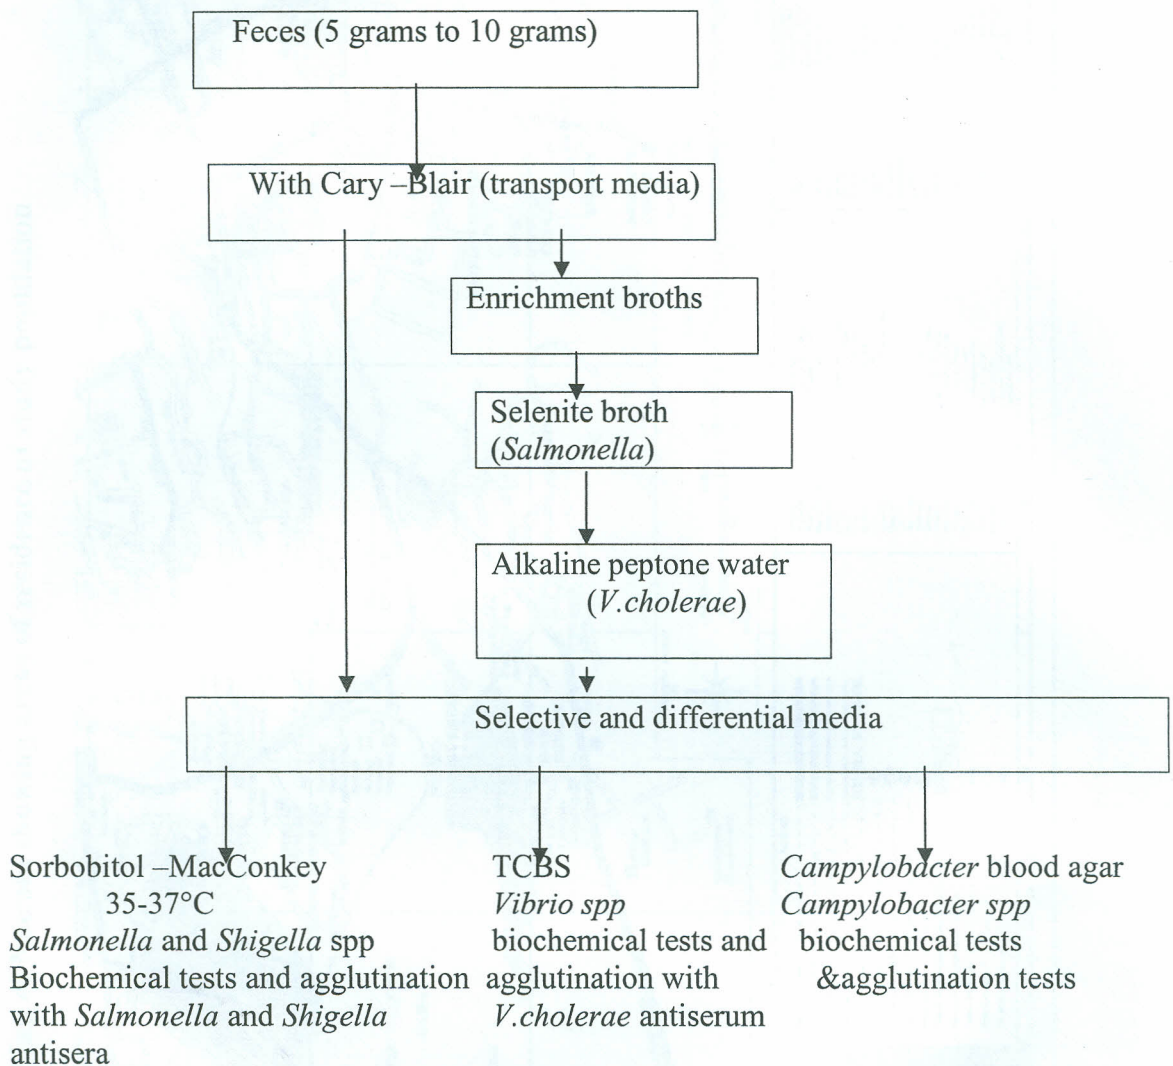 Feces (5 grams to 10 grams)
With Cary –Blair (transport media)
Enrichment broths
Selenite broth
(Salmonella)
Alkaline peptone water
(V.cholerae)
Selective and differential media
Sorbobitol –MacConkey
35-37°C
Salmonella and Shigella spp
Biochemical tests and agglutination
with Salmonella and Shigella
antisera
TCBS
Vibrio spp
biochemical tests and
agglutination with
V.cholerae antiserum
Campylobacter blood agar
Campylobacter spp
biochemical tests
&agglutination tests